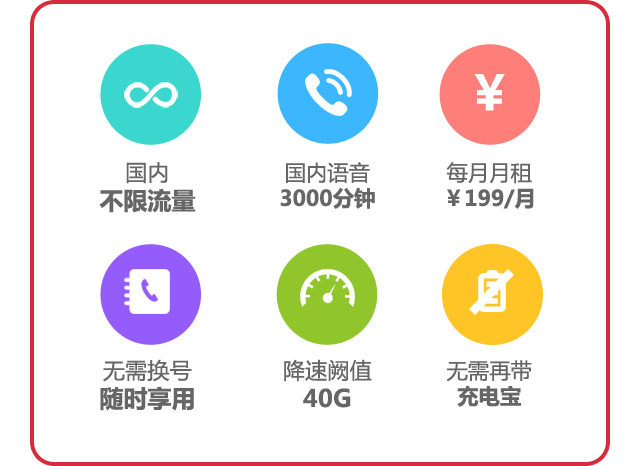 ¥
国内
不限流量
国内语音
3000分钟
每月月租
¥199/月
无需换号
随时享用
降速阙值
40G
无需再带
充电宝